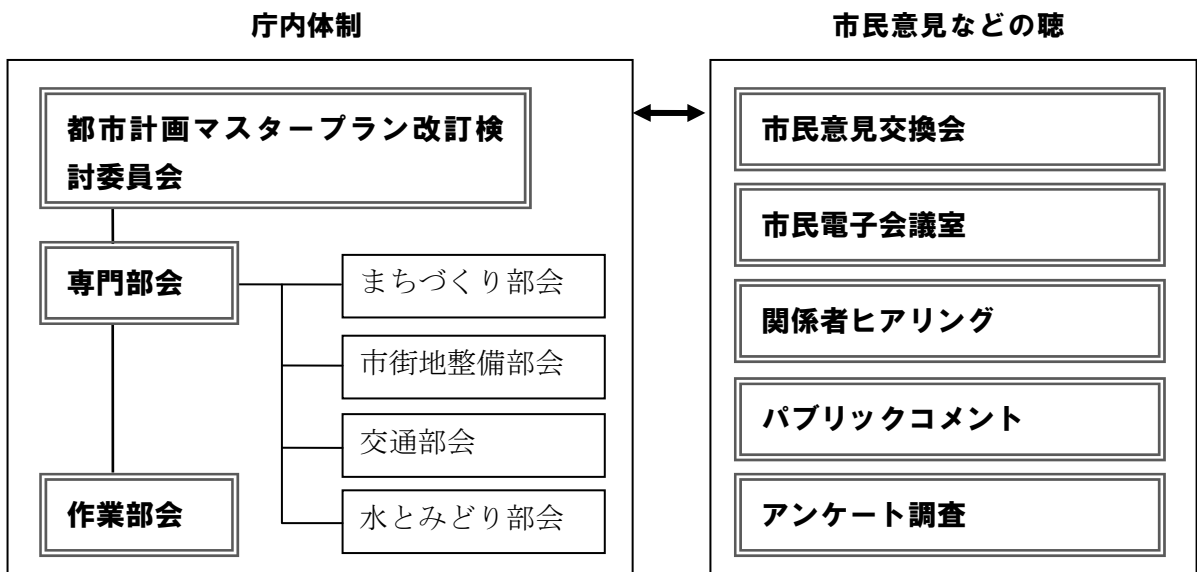 庁内体制
都市計画マスタープラン改訂検
討委員会
専門部会
まちづくり部会
市街地整備部会
交通部会
作業部会
水とみどり部会
市民意見などの聴
市民意見交換会
市民電子会議室
関係者ヒアリング
パブリックコメント
アンケート調査